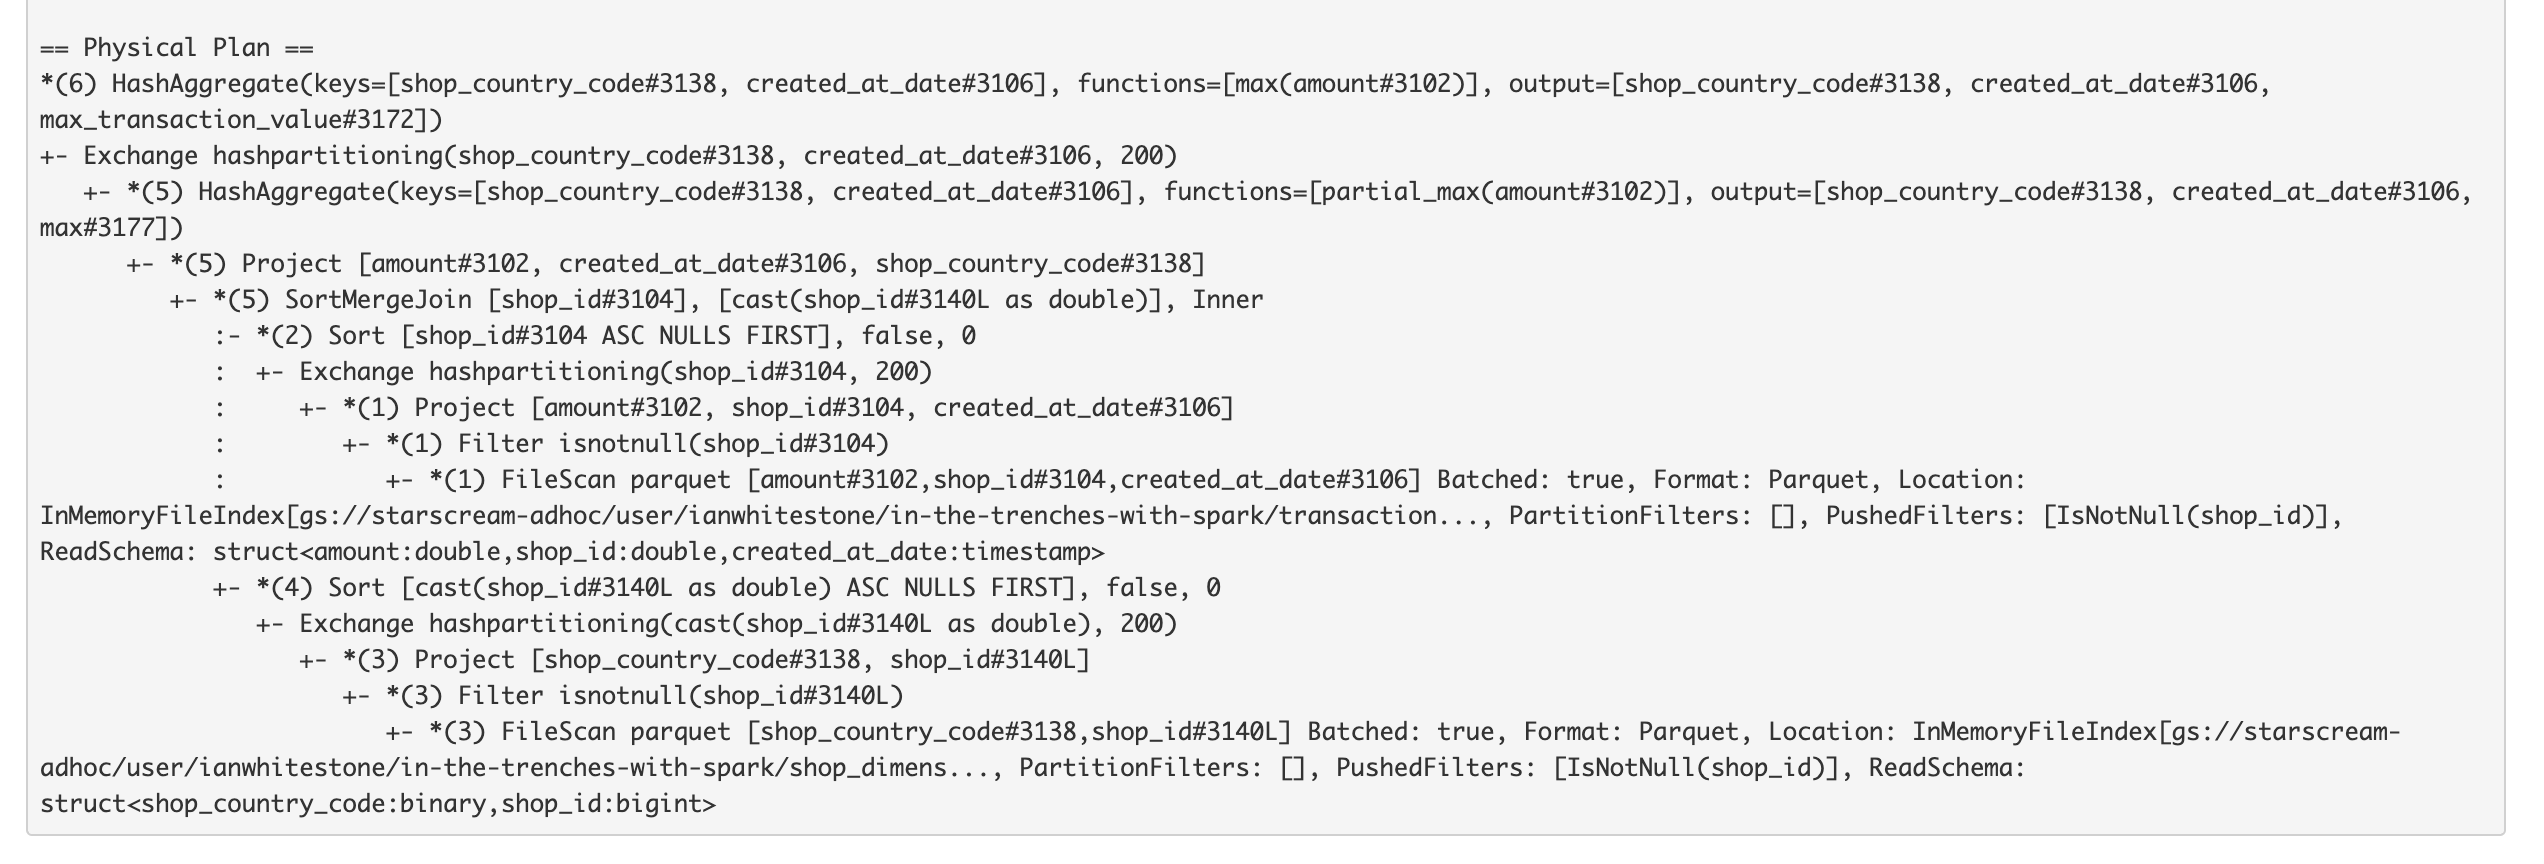 == Physical Plan ==
*(6) HashAggregate(keys=[shop_country_code#3138, created_at_date#3106], functions=[max(amount#3102)], output=[shop_country_code#3138, created_at_date#3106,
max_transaction_value#3172])
+- Exchange hashpartitioning(shop_country_code#3138, created_at_date#3106, 200)
   +- *(5) HashAggregate(keys=[shop_country_code#3138, created_at_date#3106], functions=[partial_max(amount#3102)], output=[shop_country_code#3138, created_at_date#3106,
max#3177])
      +- *(5) Project [amount#3102, created_at_date#3106, shop_country_code#3138]
         +- *(5) SortMergeJoin [shop_id#3104], [cast(shop_id#3140L as double)], Inner
            :- *(2) Sort [shop_id#3104 ASC NULLS FIRST], false, 0
            :  +- Exchange hashpartitioning(shop_id#3104, 200)
            :     +- *(1) Project [amount#3102, shop_id#3104, created_at_date#3106]
            :        +- *(1) Filter isnotnull(shop_id#3104)
            :           +- *(1) FileScan parquet [amount#3102,shop_id#3104,created_at_date#3106] Batched: true, Format: Parquet, Location:
InMemoryFileIndex[gs://starscream-adhoc/user/ianwhitestone/in-the-trenches-with-spark/transaction..., PartitionFilters: [], PushedFilters: [IsNotNull(shop_id)],
ReadSchema: struct<amount:double,shop_id:double,created_at_date:timestamp>
            +- *(4) Sort [cast(shop_id#3140L as double) ASC NULLS FIRST], false, 0
               +- Exchange hashpartitioning(cast(shop_id#3140L as double), 200)
                  +- *(3) Project [shop_country_code#3138, shop_id#3140L]
                     +- *(3) Filter isnotnull(shop_id#3140L)
                        +- *(3) FileScan parquet [shop_country_code#3138,shop_id#3140L] Batched: true, Format: Parquet, Location: InMemoryFileIndex[gs://starscream-
adhoc/user/ianwhitestone/in-the-trenches-with-spark/shop_dimens..., PartitionFilters: [], PushedFilters: [IsNotNull(shop_id)], ReadSchema:
struct<shop_country_code:binary,shop_id:bigint>